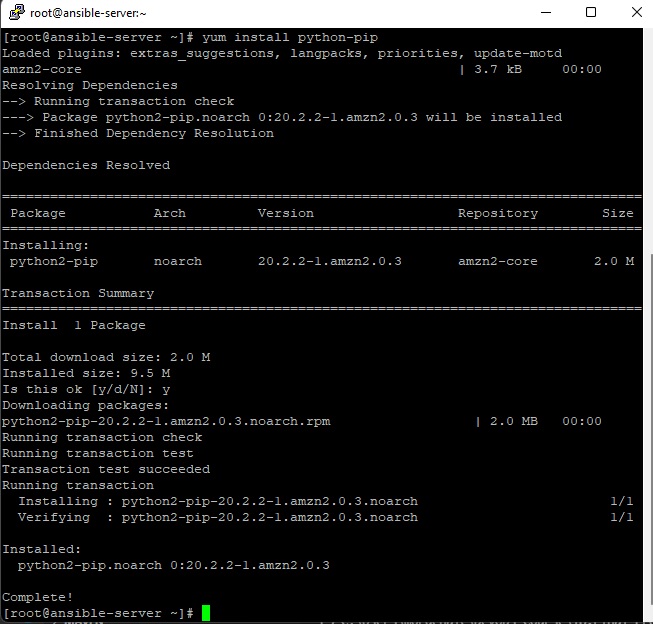 root@ansible-server:~
[root@ansible-server ~]# yum install python-pip
Loaded plugins: extras_suggestions, langpacks, priorities, update-motd
amzn2-core | 3.7 kB 00:00
Resolving Dependencies
--> Running transaction check
---> Package python2-pip.noarch 0:20.2.2-1.amzn2.0.3 will be installed
--> Finished Dependency Resolution
Dependencies Resolved
================================================================================
Package Arch Version Repository Size
================================================================================
Installing:
python2-pip noarch 20.2.2-1.amzn2.0.3 amzn2-core 2.0 M
Transaction Summary
================================================================================
Install 1 Package
Total download size: 2.0 M
Installed size: 9.5 M
Is this ok [y/d/N]: y
Downloading packages:
python2-pip-20.2.2-1.amzn2.0.3.noarch.rpm | 2.0 MB 00:00
Running transaction check
Running transaction test
Transaction test succeeded
Running transaction
Installing : python2-pip-20.2.2-1.amzn2.0.3.noarch 1/1
Verifying : python2-pip-20.2.2-1.amzn2.0.3.noarch 1/1
Installed:
python2-pip.noarch 0:20.2.2-1.amzn2.0.3
Complete!
[root@ansible-server ~]#